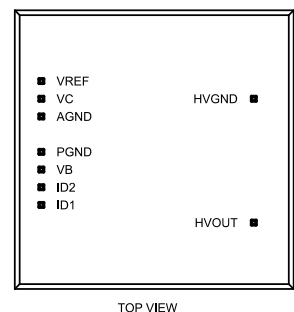 VREF
VC
AGND
HVGND
PGND
VB
ID2
ID1
HVOUT
TOP VIEW